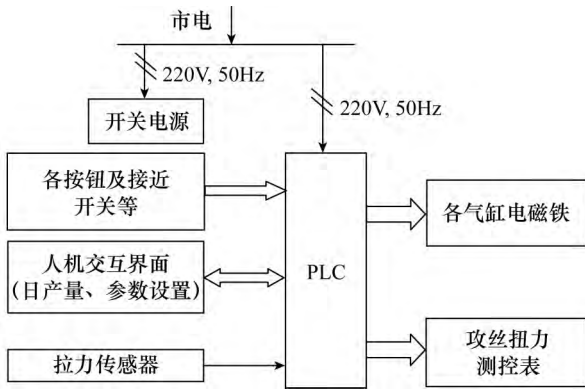 市电
220V, 50Hz
220V, 50Hz
开关电源
各按钮及接近
开关等
各气缸电磁铁
人机交互界面
(日产量、参数设置)
PLC
拉力传感器
攻丝扭力
测控表